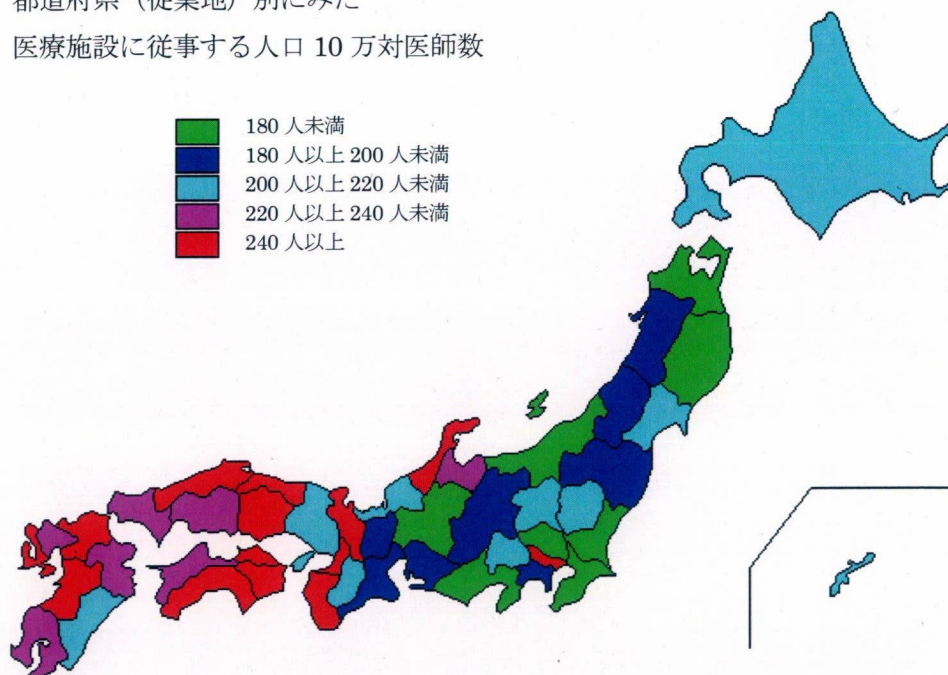 都道府県（従業地）別にみた
医療施設に従事する人口 10 万対医師数
180 人未満
180 人以上 200 人未満
200 人以上 220 人未満
220 人以上 240 人未満
240 人以上